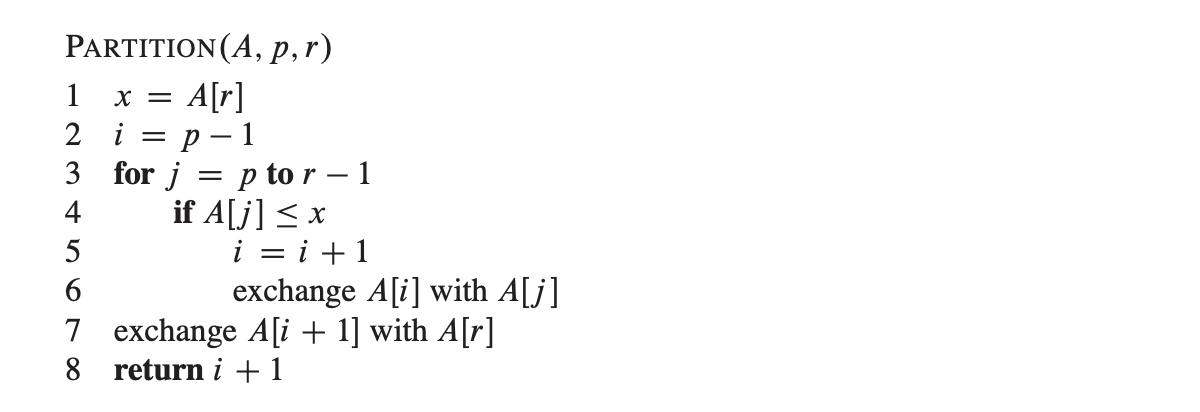 PARTITION(A, p, r)
1 x = A[r]
2 i = p − 1
3 for j = p to r − 1
4 if A[j] ≤ x
5 i = i + 1
6 exchange A[i] with A[j]
7 exchange A[i + 1] with A[r]
8 return i + 1